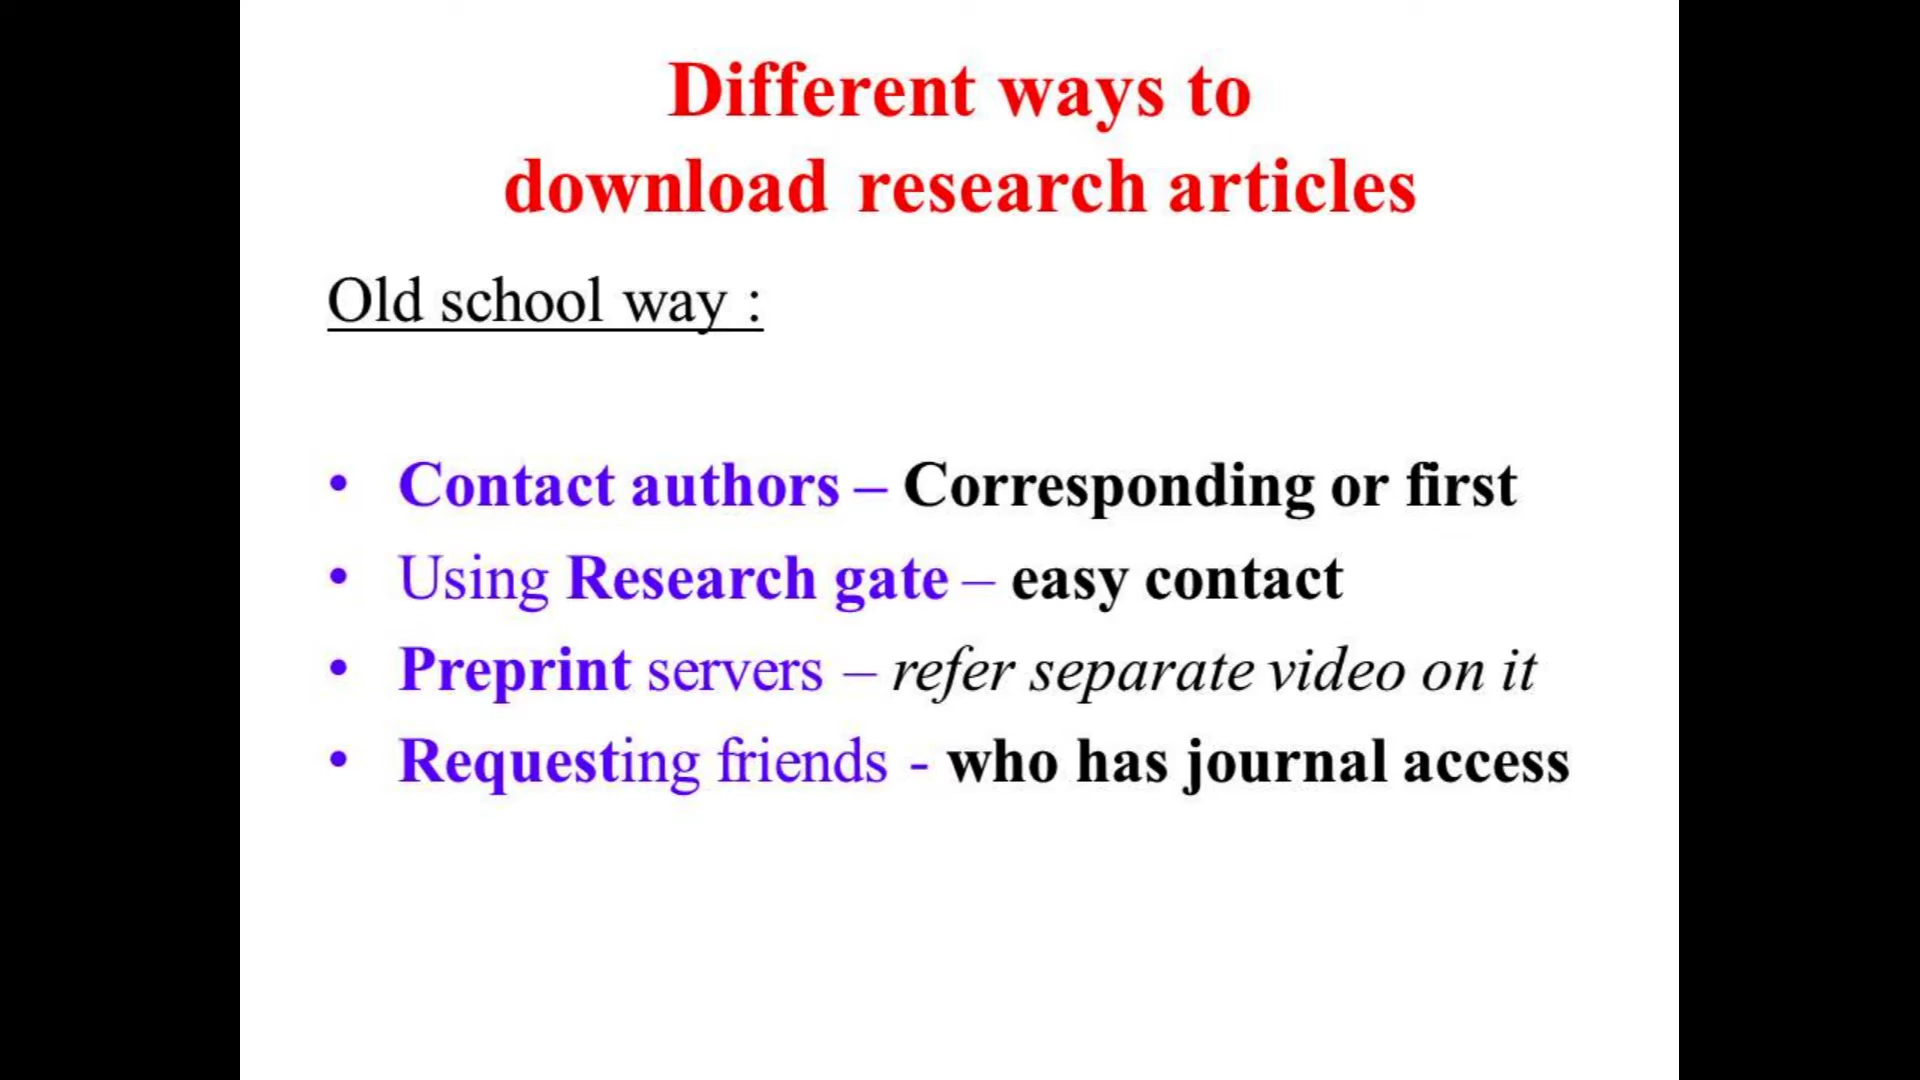 Different ways to
download research articles
Old school way :
• Contact authors – Corresponding or first
• Using Research gate – easy contact
• Preprint servers – refer separate video on it
• Requesting friends - who has journal access